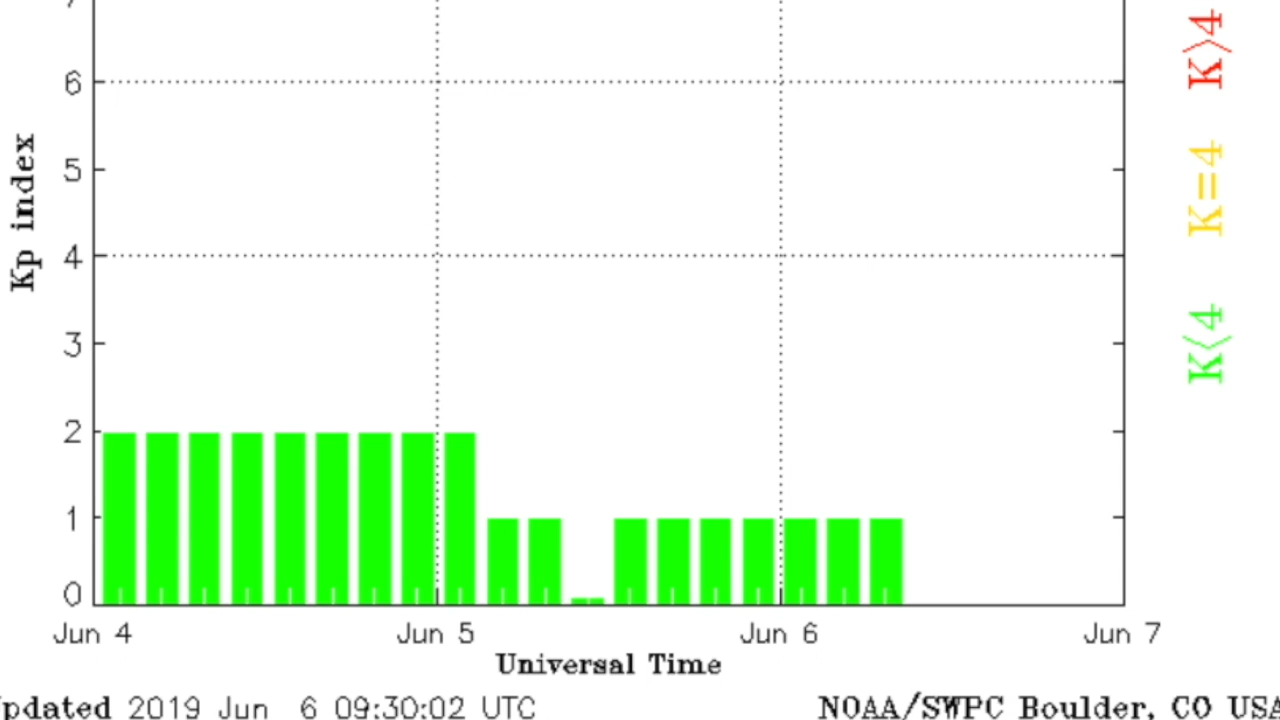 7
6
5
4
3
2
1
0
Kp index
K>4
K=4
K<4
Jun 4 Jun 5 Jun 6 Jun 7
Universal Time
pdated 2019 Jun 6 09:30:02 UTC NOAA/SWPC Boulder, CO USA